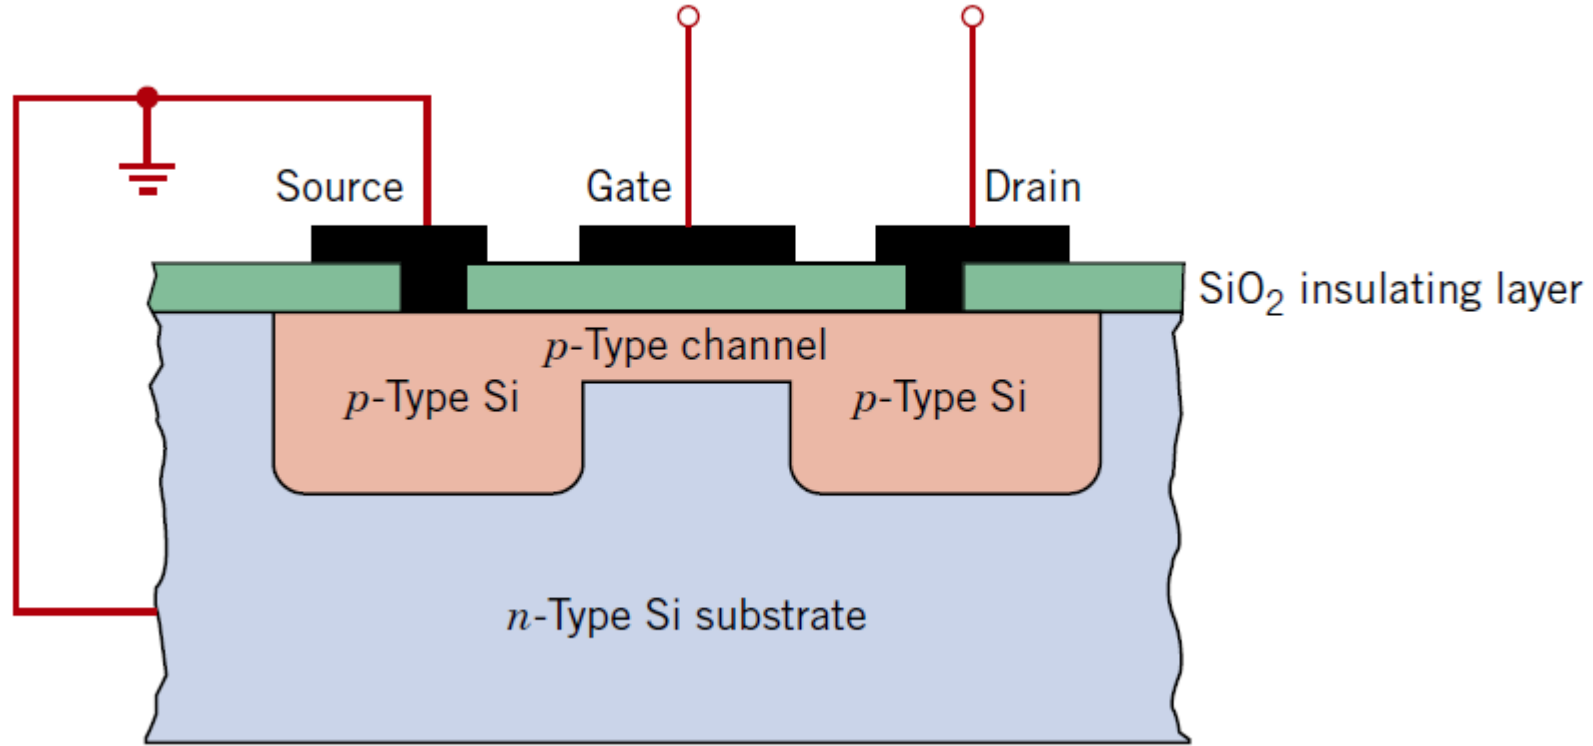 Source
Gate
Drain
SiO₂ insulating layer
p-Type channel
p-Type Si
p-Type Si
n-Type Si substrate